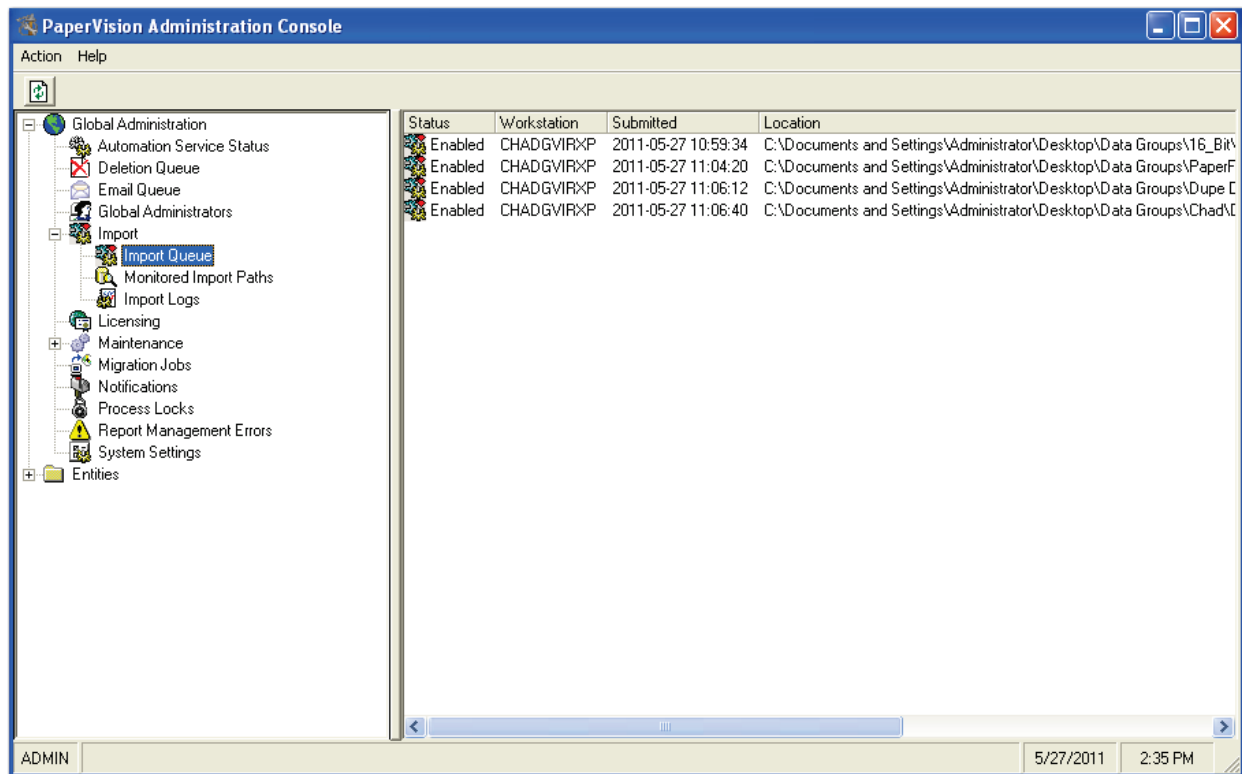 PaperVision Administration Console
Action Help
Global Administration
Automation Service Status
Deletion Queue
Email Queue
Global Administrators
Import
Import Queue
Monitored Import Paths
Import Logs
Licensing
Maintenance
Migration Jobs
Notifications
Process Locks
Report Management Errors
System Settings
Entities
Status Workstation Submitted Location
Enabled CHADGVIRXP 2011-05-27 10:59:34 C:\Documents and Settings\Administrator\Desktop\Data Groups\16_Bit\
Enabled CHADGVIRXP 2011-05-27 11:04:20 C:\Documents and Settings\Administrator\Desktop\Data Groups\PaperF
Enabled CHADGVIRXP 2011-05-27 11:06:12 C:\Documents and Settings\Administrator\Desktop\Data Groups\Dupe D
Enabled CHADGVIRXP 2011-05-27 11:06:40 C:\Documents and Settings\Administrator\Desktop\Data Groups\Chad\D
ADMIN 5/27/2011 2:35 PM